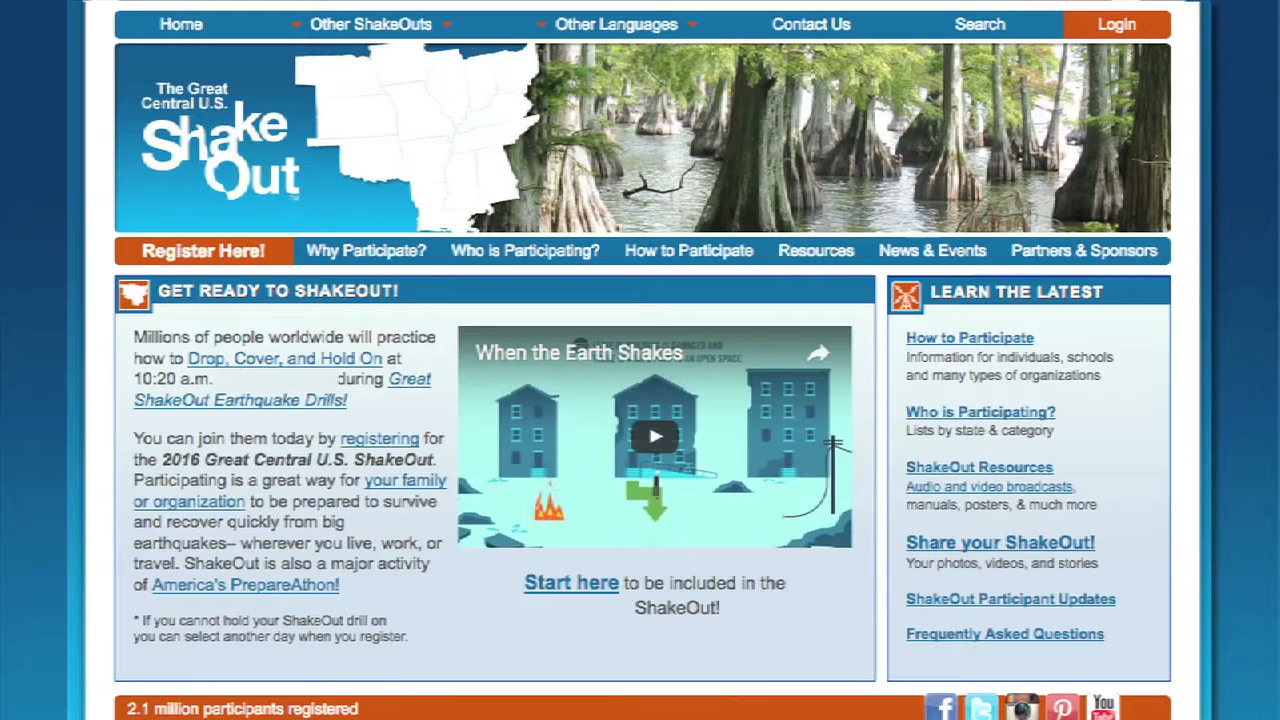 Home
Other ShakeOuts
Other Languages
Contact Us
Search
Login
The Great
Central U.S.
Shake
Out
Register Here!
Why Participate?
Who is Participating?
How to Participate
Resources
News & Events
Partners & Sponsors
GET READY TO SHAKEOUT!
Millions of people worldwide will practice
how to Drop, Cover, and Hold On at
10:20 a.m. during Great
ShakeOut Earthquake Drills!
You can join them today by registering for
the 2016 Great Central U.S. ShakeOut.
Participating is a great way for your family
or organization to be prepared to survive
and recover quickly from big
earthquakes– wherever you live, work, or
travel. ShakeOut is also a major activity
of America's PrepareAthon!
* If you cannot hold your ShakeOut drill on
you can select another day when you register.
When the Earth Shakes
AN OPEN SPACE
Start here to be included in the
ShakeOut!
LEARN THE LATEST
How to Participate
Information for individuals, schools
and many types of organizations
Who is Participating?
Lists by state & category
ShakeOut Resources
Audio and video broadcasts,
manuals, posters, & much more
Share your ShakeOut!
Your photos, videos, and stories
ShakeOut Participant Updates
Frequently Asked Questions
2.1 million participants registered
You